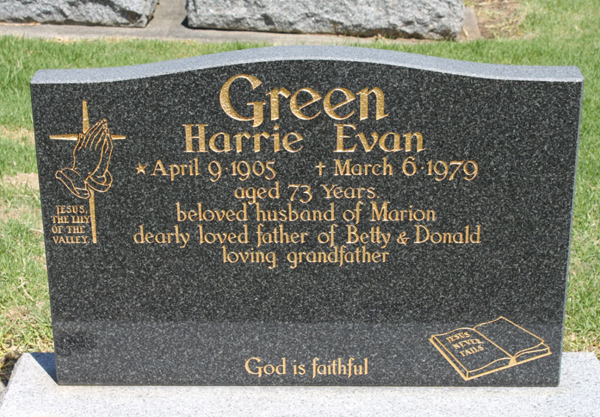 Green
Harrie Evan
* April 9·1905 † March 6·1979
aged 73 Years
beloved husband of Marion
dearly loved father of Betty & Donald
loving grandfather
JESUS,
THE LILY
OF THE
VALLEY.
God is faithful
JESUS
NEVER
FAILS